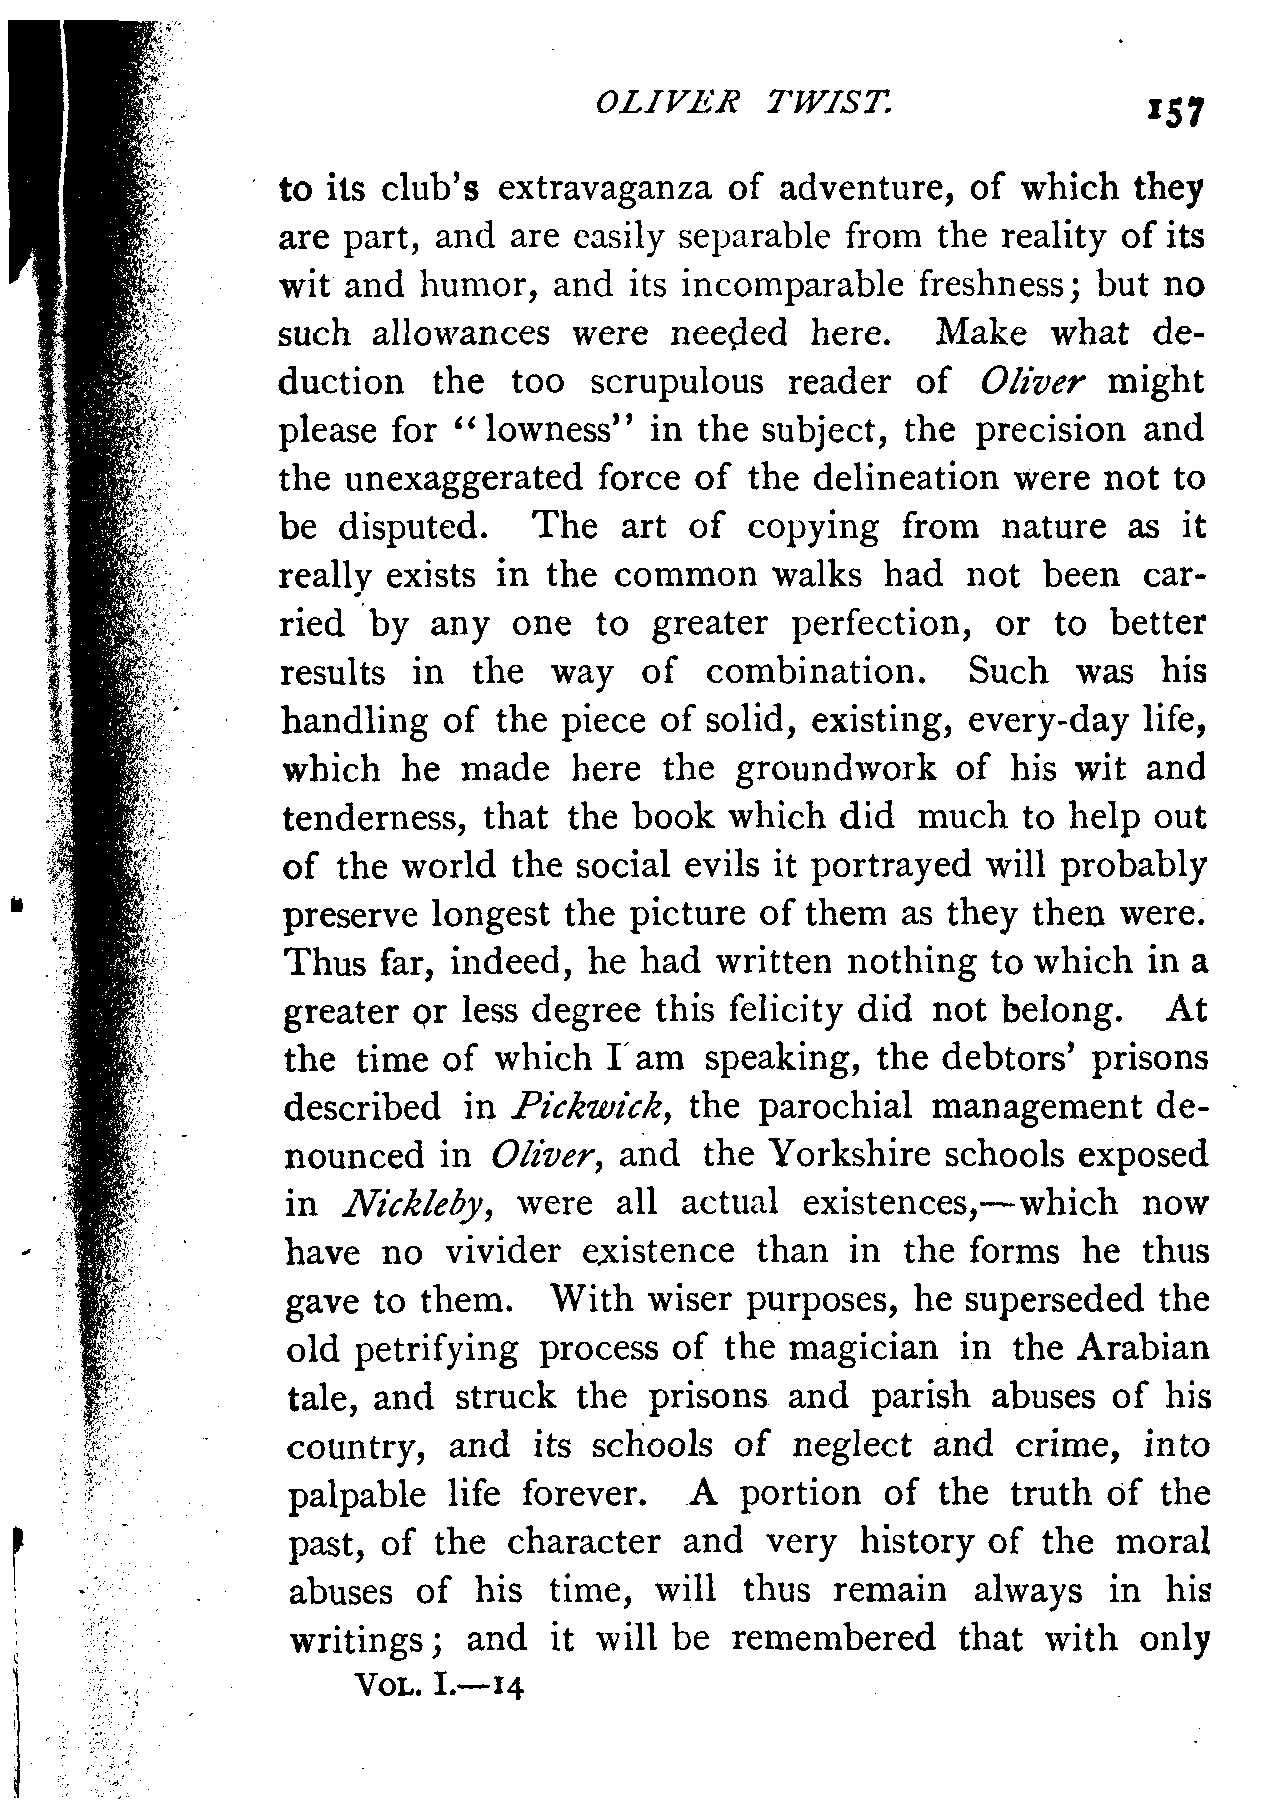 OLIVER TWIST. 157
to its club's extravaganza of adventure, of which they
are part, and are easily separable from the reality of its
wit and humor, and its incomparable freshness; but no
such allowances were needed here. Make what de-
duction the too scrupulous reader of Oliver might
please for "lowness" in the subject, the precision and
the unexaggerated force of the delineation were not to
be disputed. The art of copying from nature as it
really exists in the common walks had not been car-
ried by any one to greater perfection, or to better
results in the way of combination. Such was his
handling of the piece of solid, existing, every-day life,
which he made here the groundwork of his wit and
tenderness, that the book which did much to help out
of the world the social evils it portrayed will probably
preserve longest the picture of them as they then were.
Thus far, indeed, he had written nothing to which in a
greater or less degree this felicity did not belong. At
the time of which I am speaking, the debtors' prisons
described in Pickwick, the parochial management de-
nounced in Oliver, and the Yorkshire schools exposed
in Nickleby, were all actual existences,—which now
have no vivider existence than in the forms he thus
gave to them. With wiser purposes, he superseded the
old petrifying process of the magician in the Arabian
tale, and struck the prisons and parish abuses of his
country, and its schools of neglect and crime, into
palpable life forever. A portion of the truth of the
past, of the character and very history of the moral
abuses of his time, will thus remain always in his
writings; and it will be remembered that with only
VOL. I.—14